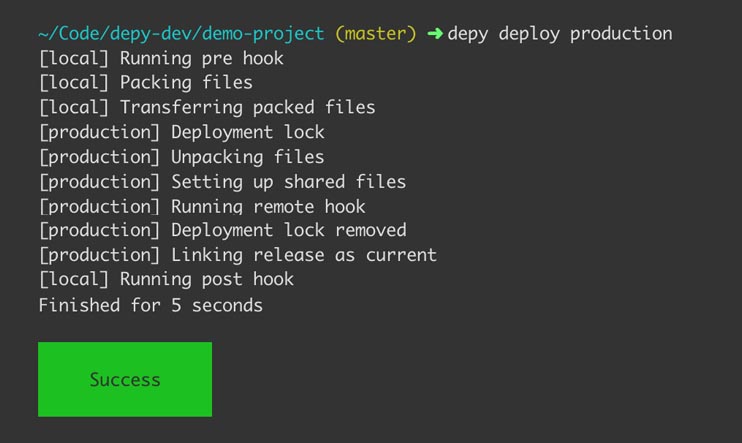 ~/Code/depy-dev/demo-project (master) ➜ depy deploy production
[local] Running pre hook
[local] Packing files
[local] Transferring packed files
[production] Deployment lock
[production] Unpacking files
[production] Setting up shared files
[production] Running remote hook
[production] Deployment lock removed
[production] Linking release as current
[local] Running post hook
Finished for 5 seconds
Success